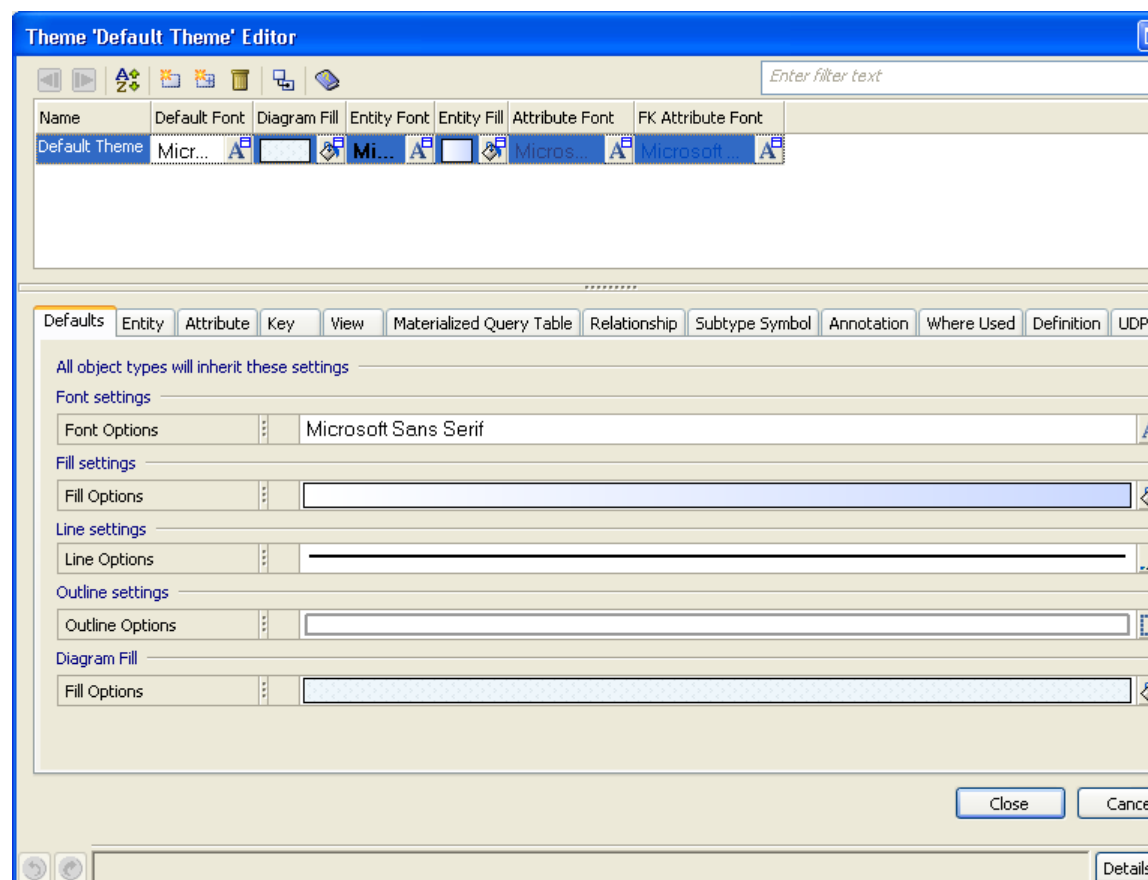 Theme 'Default Theme' Editor
Enter filter text
Name Default Font Diagram Fill Entity Font Entity Fill Attribute Font FK Attribute Font
Default Theme Micr... Mi... Micros... Microsoft ...
Defaults Entity Attribute Key View Materialized Query Table Relationship Subtype Symbol Annotation Where Used Definition UDP
All object types will inherit these settings
Font settings
Font Options Microsoft Sans Serif
Fill settings
Fill Options
Line settings
Line Options
Outline settings
Outline Options
Diagram Fill
Fill Options
Close Cance
Details